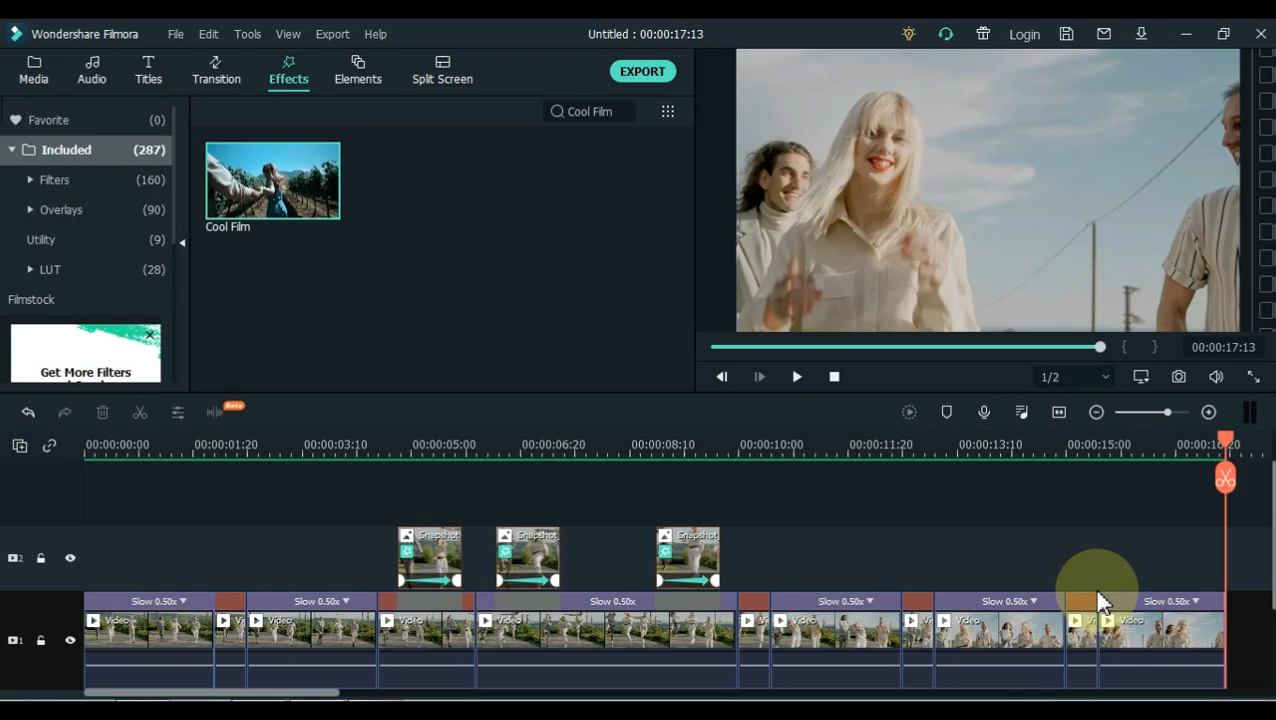 Wondershare Filmora File Edit Tools View Export Help Untitled : 00:00:17:13 Login
Media Audio Titles Transition Effects Elements Split Screen EXPORT
Favorite (0)
Cool Film
Included (287)
Filters (160)
Overlays (90)
Utility (9)
LUT (28)
Filmstock
Get More Filters
Cool Film
00:00:17:13
1/2
Beta
00:00:00:00 00:00:01:20 00:00:03:10 00:00:05:00 00:00:06:20 00:00:08:10 00:00:10:00 00:00:11:20 00:00:13:10 00:00:15:00
Snapshot Snapshot Snapshot
2
Slow 0.50x Slow 0.50x Slow 0.50x Slow 0.50x Slow 0.50x Slow 0.50x
Video Video Video Video Video Video Video
1